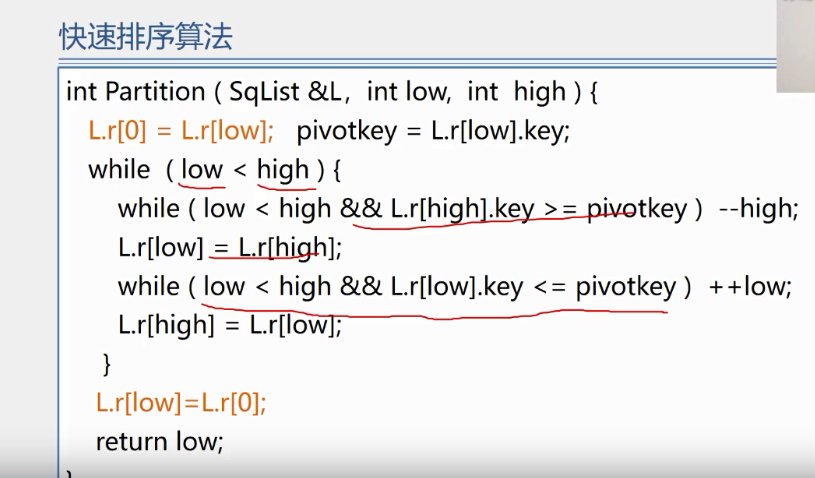 快速排序算法
int Partition ( SqList &L,  int low,  int  high ) {
L.r[0] = L.r[low];   pivotkey = L.r[low].key;
while  ( low < high ) {
while ( low < high && L.r[high].key >= pivotkey )  --high;
L.r[low] = L.r[high];
while ( low < high && L.r[low].key <= pivotkey )  ++low;
L.r[high] = L.r[low];
}
L.r[low]=L.r[0];
return low;
}